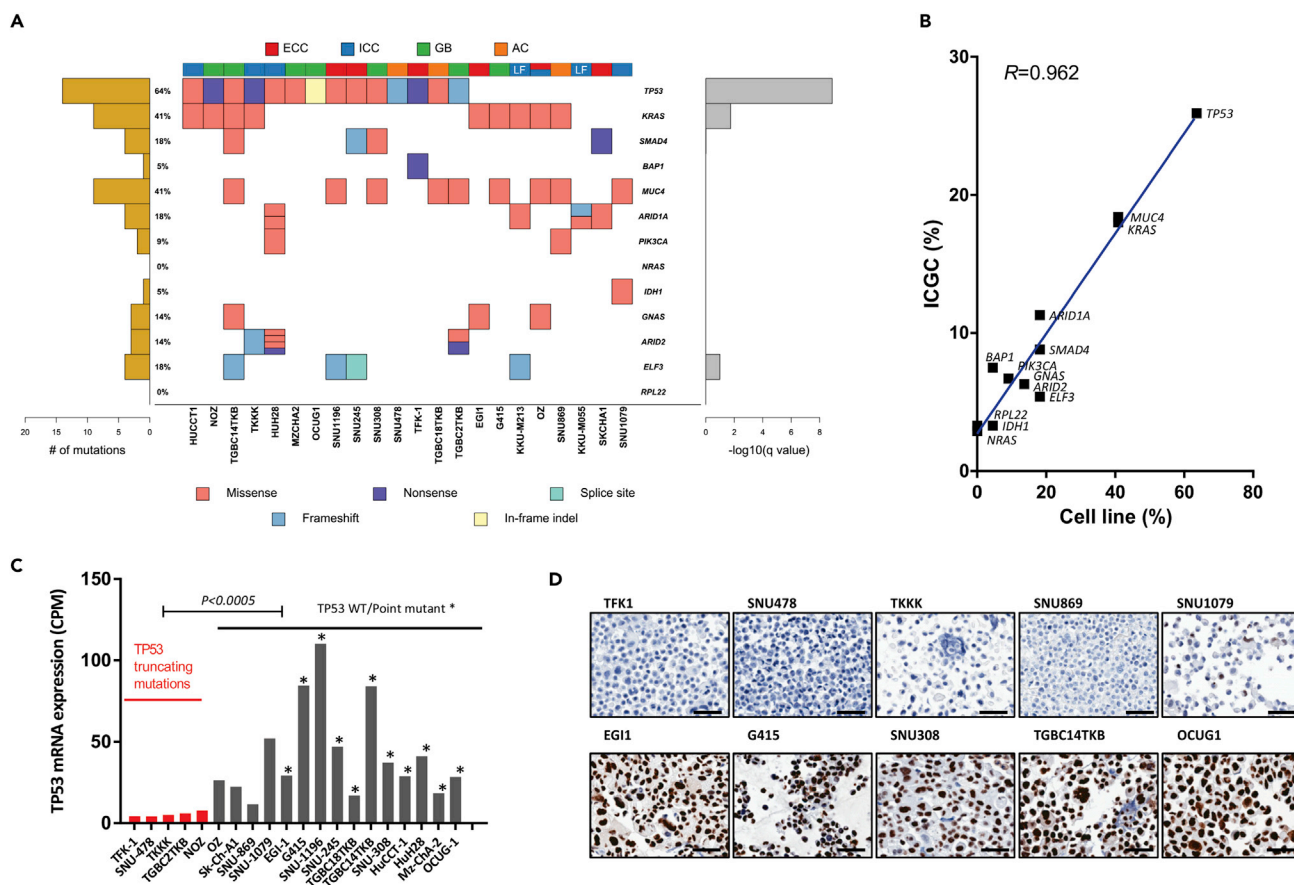 A
ECC ICC GB AC
LF LF
64% TP53
41% KRAS
18% SMAD4
5% BAP1
41% MUC4
18% ARID1A
9% PIK3CA
0% NRAS
5% IDH1
14% GNAS
14% ARID2
18% ELF3
0% RPL22
20 15 10 5 0
# of mutations
HUCCT1
NOZ
TGBC14TKB
TKKK
HUH28
MZCHA2
OCUG1
SNU1196
SNU245
SNU308
SNU478
TFK-1
TGBC18TKB
TGBC2TKB
EGI1
G415
KKU-M213
OZ
SNU869
KKU-M055
SKCHA1
SNU1079
0 2 4 6 8
-log10(q value)
Missense Nonsense Splice site
Frameshift In-frame indel
B
R=0.962
ICGC (%)
30
20
10
0
TP53
MUC4
KRAS
ARID1A
SMAD4
BAP1
PIK3CA
GNAS
ARID2
ELF3
RPL22
IDH1
NRAS
0 20 40 60 80
Cell line (%)
C
TP53 mRNA expression (CPM)
150
100
50
0
P<0.0005
TP53 WT/Point mutant *
TP53
truncating
mutations
* * * * * * * * * * *
TFK-1
SNU-478
TKKK
TGBC2TKB
NOZ
OZ
Sk-Ch-A1
SNU-869
SNU-1079
EGI-1
G415
SNU-1196
SNU-245
TGBC18TKB
TGBC14TKB
SNU-308
HuCCT-1
HuH28
Mz-ChA-2
OCUG-1
D
TFK1 SNU478 TKKK SNU869 SNU1079
EGI1 G415 SNU308 TGBC14TKB OCUG1